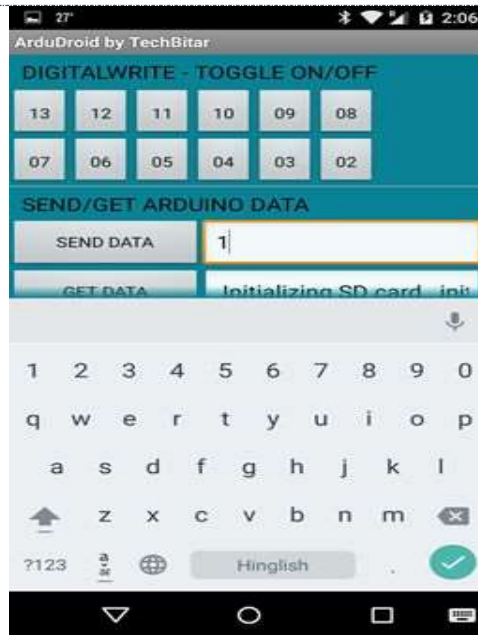 27° 2:06
ArduDroid by TechBitar
DIGITALWRITE - TOGGLE ON/OFF
13 12 11 10 09 08
07 06 05 04 03 02
SEND/GET ARDUINO DATA
SEND DATA 1
GET DATA Initializing SD card init
1 2 3 4 5 6 7 8 9 0
q w e r t y u i o p
a s d f g h j k l
z x c v b n m
?123 Hinglish .